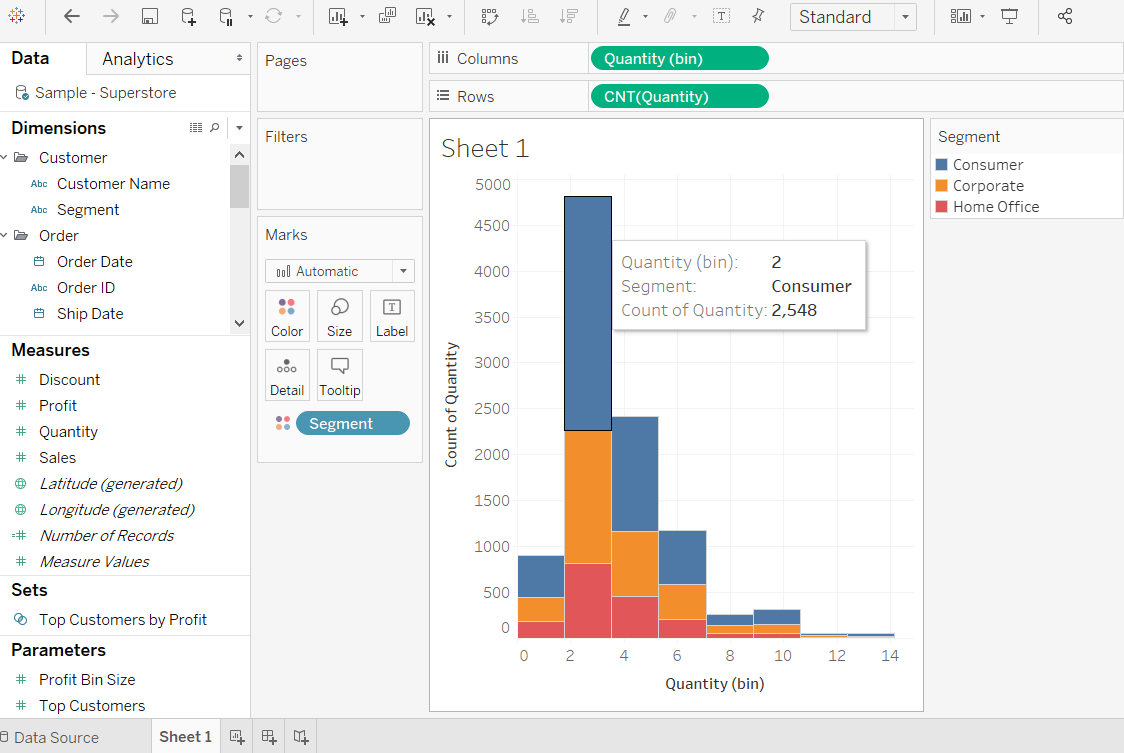 Standard
Data
Analytics
Sample - Superstore
Dimensions
Customer
Abc Customer Name
Abc Segment
Order
Order Date
Abc Order ID
Ship Date
Measures
# Discount
# Profit
# Quantity
# Sales
Latitude (generated)
Longitude (generated)
=# Number of Records
# Measure Values
Sets
Top Customers by Profit
Parameters
# Profit Bin Size
# Top Customers
Pages
Filters
Marks
Automatic
Color Size T Label
Detail Tooltip
Segment
Columns Quantity (bin)
Rows CNT(Quantity)
Sheet 1
Count of Quantity
5000
4500
4000
3500
3000
2500
2000
1500
1000
500
0
0 2 4 6 8 10 12 14
Quantity (bin)
Quantity (bin): 2
Segment: Consumer
Count of Quantity: 2,548
Segment
Consumer
Corporate
Home Office
Data Source Sheet 1